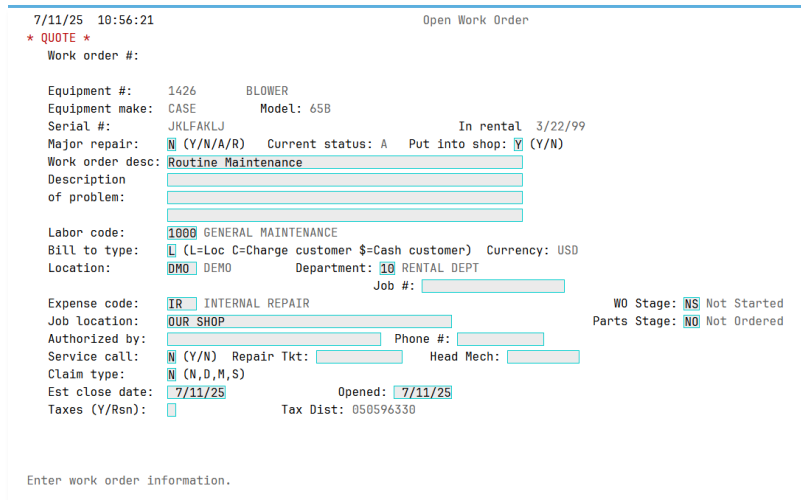 7/11/25 10:56:21 Open Work Order
* QUOTE *
Work order #:
Equipment #: 1426 BLOWER
Equipment make: CASE Model: 65B
Serial #: JKLFAKLJ In rental 3/22/99
Major repair: N (Y/N/A/R) Current status: A Put into shop: Y (Y/N)
Work order desc: Routine Maintenance
Description
of problem:
Labor code: 1000 GENERAL MAINTENANCE
Bill to type: L (L=Loc C=Charge customer $=Cash customer) Currency: USD
Location: DMO DEMO Department: 10 RENTAL DEPT
Job #:
Expense code: IR INTERNAL REPAIR WO Stage: NS Not Started
Job location: OUR SHOP Parts Stage: NO Not Ordered
Authorized by: Phone #:
Service call: N (Y/N) Repair Tkt: Head Mech:
Claim type: N (N,D,M,S)
Est close date: 7/11/25 Opened: 7/11/25
Taxes (Y/Rsn): Tax Dist: 050596330
Enter work order information.